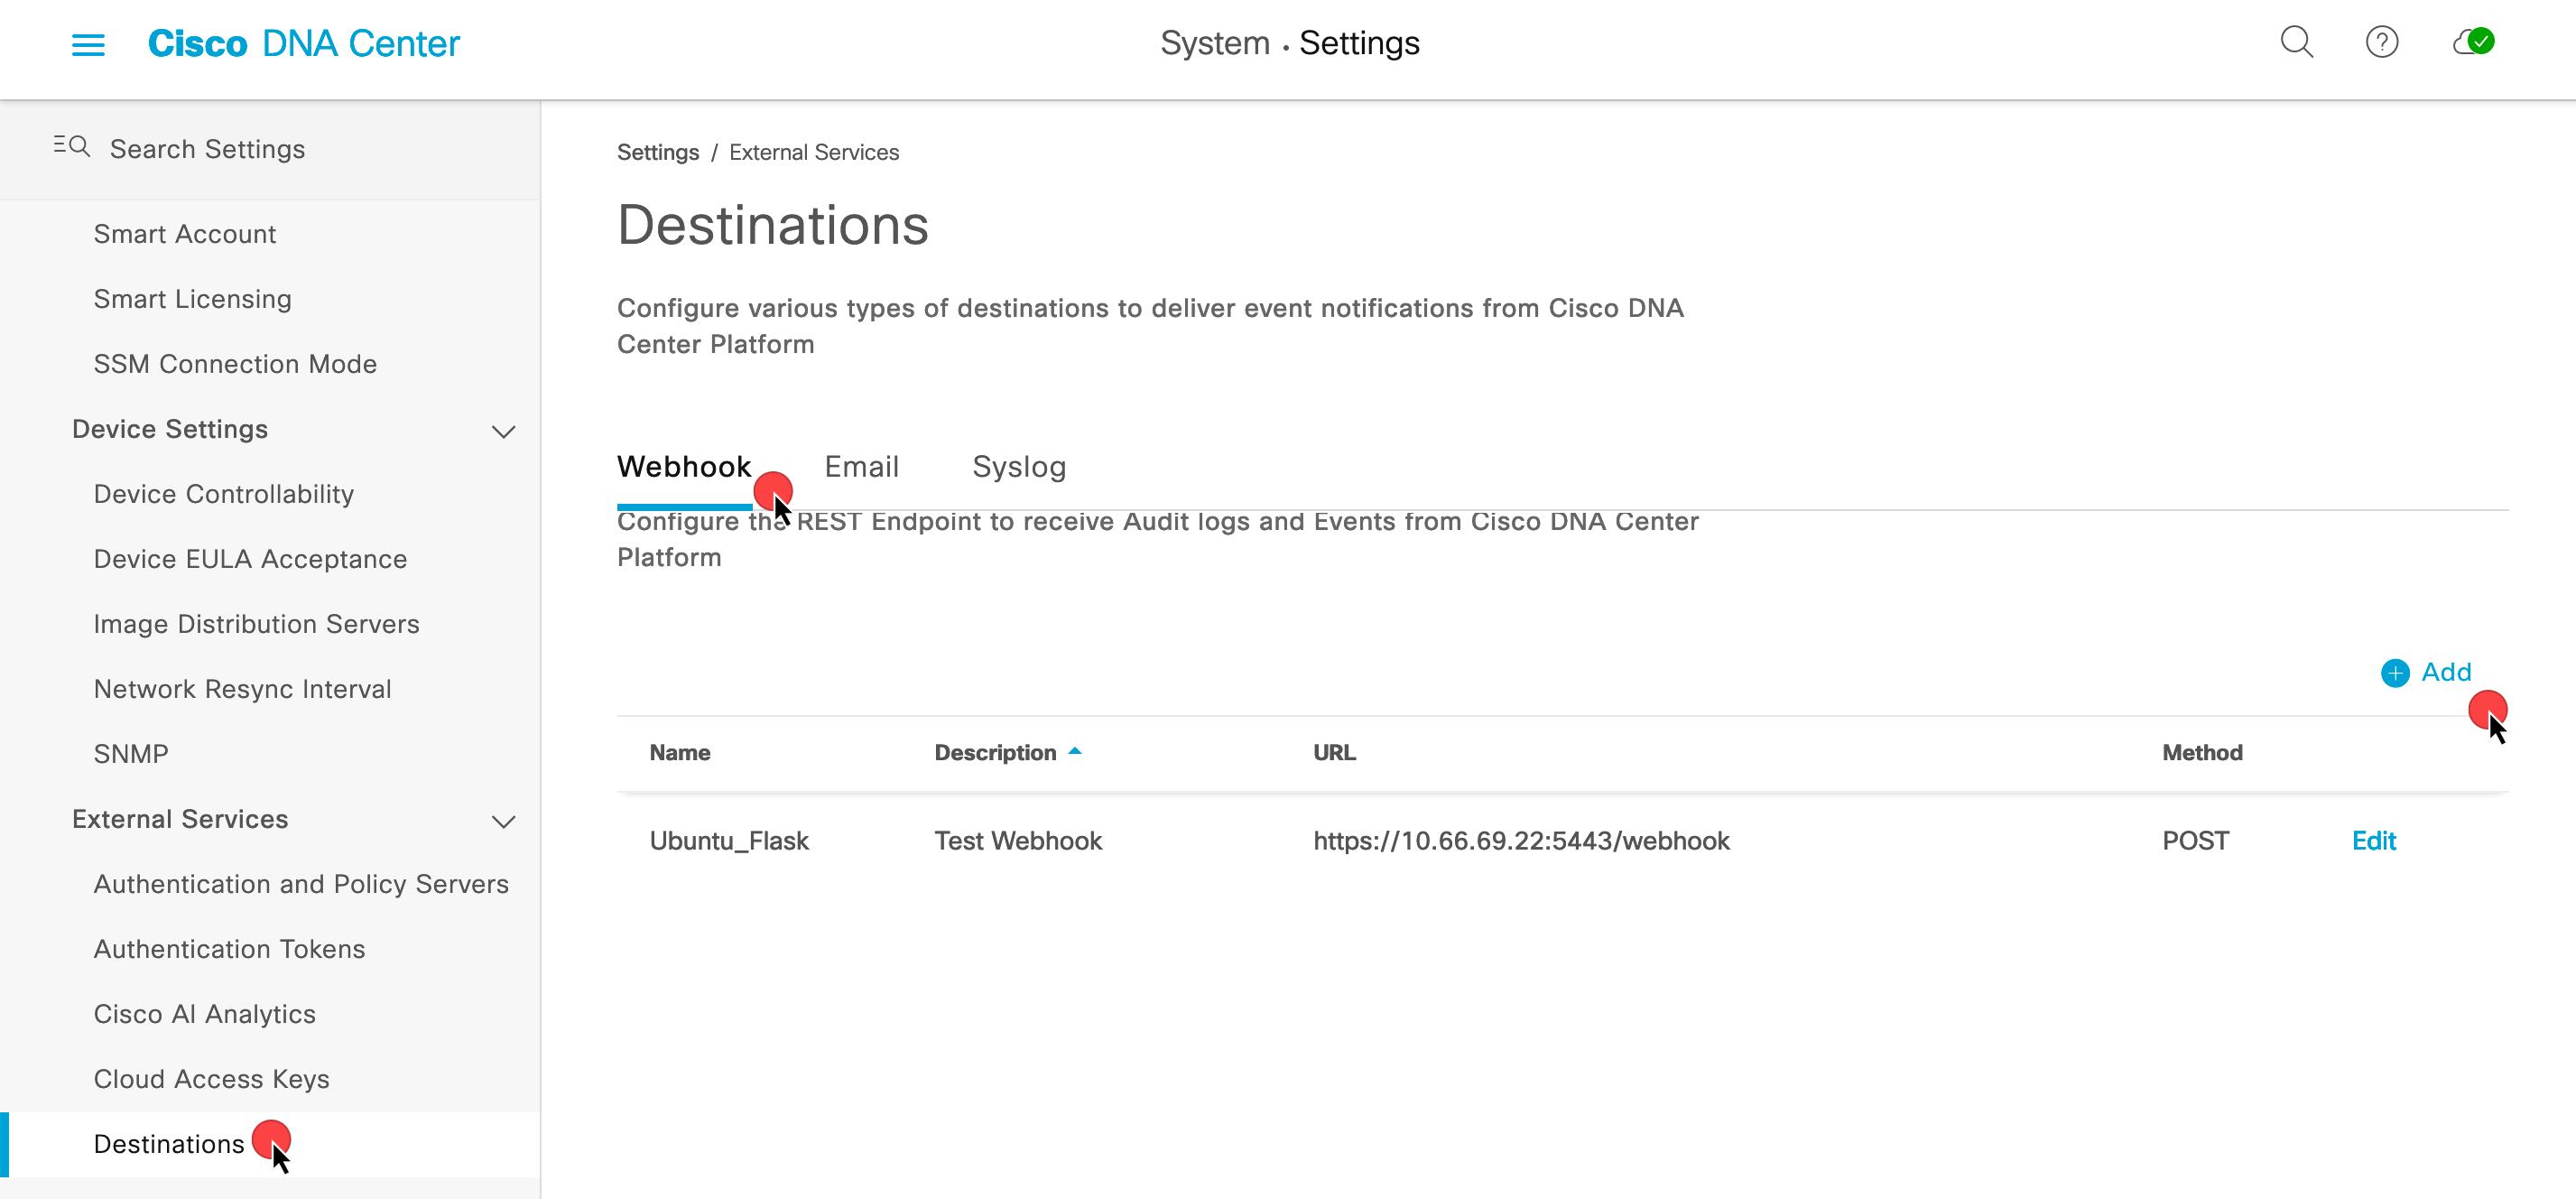 Cisco DNA Center
System · Settings
Search Settings
Smart Account
Smart Licensing
SSM Connection Mode
Device Settings
Device Controllability
Device EULA Acceptance
Image Distribution Servers
Network Resync Interval
SNMP
External Services
Authentication and Policy Servers
Authentication Tokens
Cisco AI Analytics
Cloud Access Keys
Destinations
Settings / External Services
Destinations
Configure various types of destinations to deliver event notifications from Cisco DNA
Center Platform
Webhook Email Syslog
Configure the REST Endpoint to receive Audit logs and Events from Cisco DNA Center
Platform
Add
Name Description URL Method
Ubuntu_Flask Test Webhook https://10.66.69.22:5443/webhook POST Edit